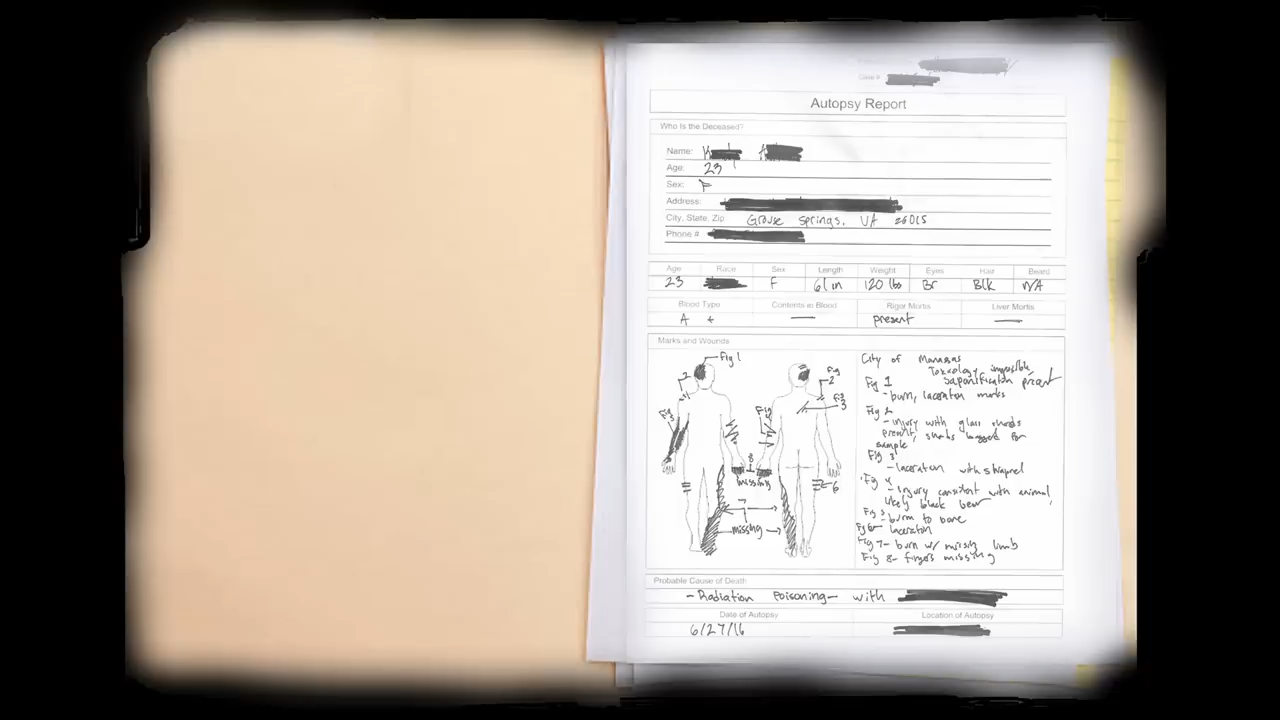 Case #
Autopsy Report
Who Is the Deceased?
Name:
Age: 23
Sex: F
Address:
City, State, Zip Grouse Springs, VA 26015
Phone #
Age Race Sex Length Weight Eyes Hair Beard
23 F 61 in 120 lbs Br Blk N/A
Blood Type Contents in Blood Rigor Mortis Liver Mortis
A + — present —
Marks and Wounds
Fig 1
2
Fig
5
Fig
4
Fig
2
Fig
3
8
missing
6
7
missing
City of Manassas
Toxicology impossible,
saponification present
Fig 1
- burn, laceration marks
Fig 2
- injury with glass shards
present, shards bagged for
sample
Fig 3
- laceration with shrapnel
Fig 4
- Injury consistent with animal,
likely black bear
Fig 5
- burn to bone
Fig 6- laceration
Fig 7- burn w/ missing limb
Fig 8- fingers missing
Probable Cause of Death
- Radiation Poisoning - with
Date of Autopsy Location of Autopsy
6/27/16